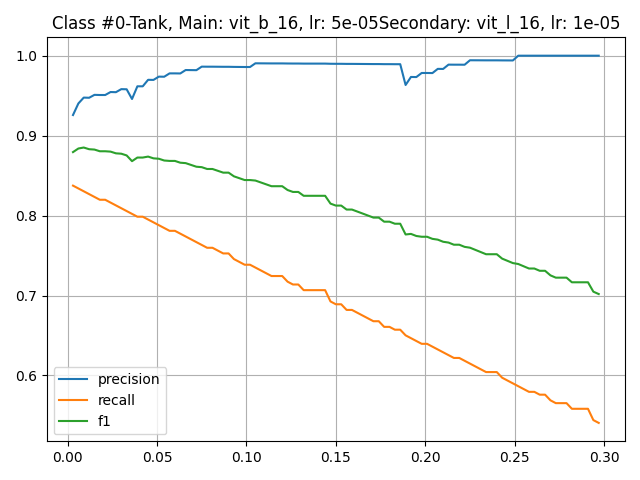 Class #0-Tank, Main: vit_b_16, lr: 5e-05Secondary: vit_l_16, lr: 1e-05
1.0
0.9
0.8
0.7
0.6
precision
recall
f1
0.00 0.05 0.10 0.15 0.20 0.25 0.30